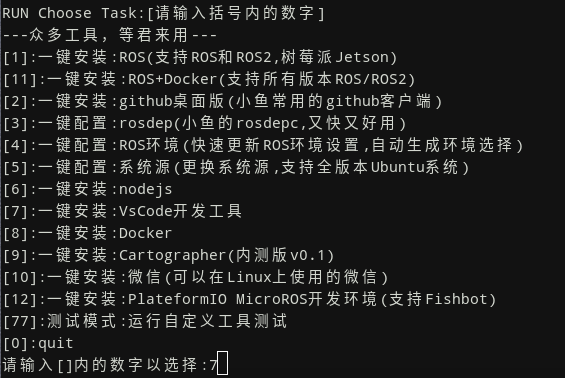 RUN Choose Task:[请输入括号内的数字]
---众多工具，等君来用---
[1]:一键安装:ROS(支持ROS和ROS2,树莓派Jetson)
[11]:一键安装:ROS+Docker(支持所有版本ROS/ROS2)
[2]:一键安装:github桌面版(小鱼常用的github客户端)
[3]:一键配置:rosdep(小鱼的rosdepc,又快又好用)
[4]:一键配置:ROS环境(快速更新ROS环境设置,自动生成环境选择)
[5]:一键配置:系统源(更换系统源,支持全版本Ubuntu系统)
[6]:一键安装:nodejs
[7]:一键安装:VsCode开发工具
[8]:一键安装:Docker
[9]:一键安装:Cartographer(内测版v0.1)
[10]:一键安装:微信(可以在Linux上使用的微信)
[12]:一键安装:PlateformIO MicroROS开发环境(支持Fishbot)
[77]:测试模式:运行自定义工具测试
[0]:quit
请输入[]内的数字以选择:7